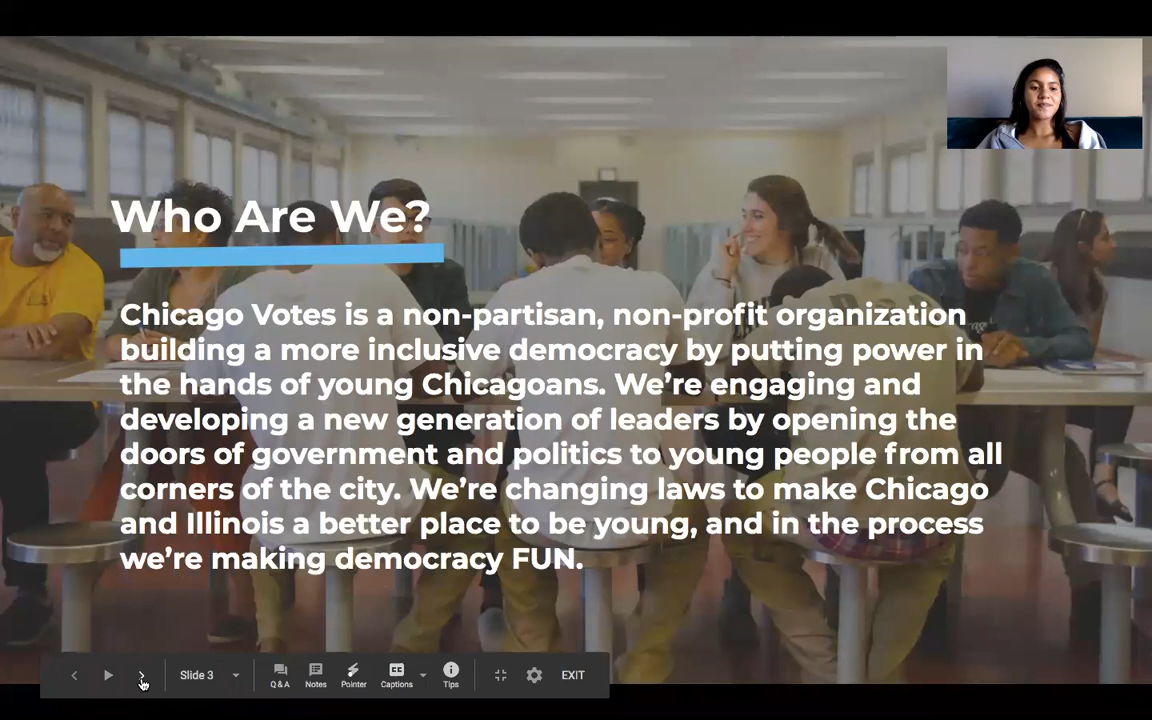 Who Are We?
Chicago Votes is a non-partisan, non-profit organization
building a more inclusive democracy by putting power in
the hands of young Chicagoans. We're engaging and
developing a new generation of leaders by opening the
doors of government and politics to young people from all
corners of the city. We're changing laws to make Chicago
and Illinois a better place to be young, and in the process
we're making democracy FUN.
Slide 3
Q & A
Notes
Pointer
CC
Captions
Tips
EXIT